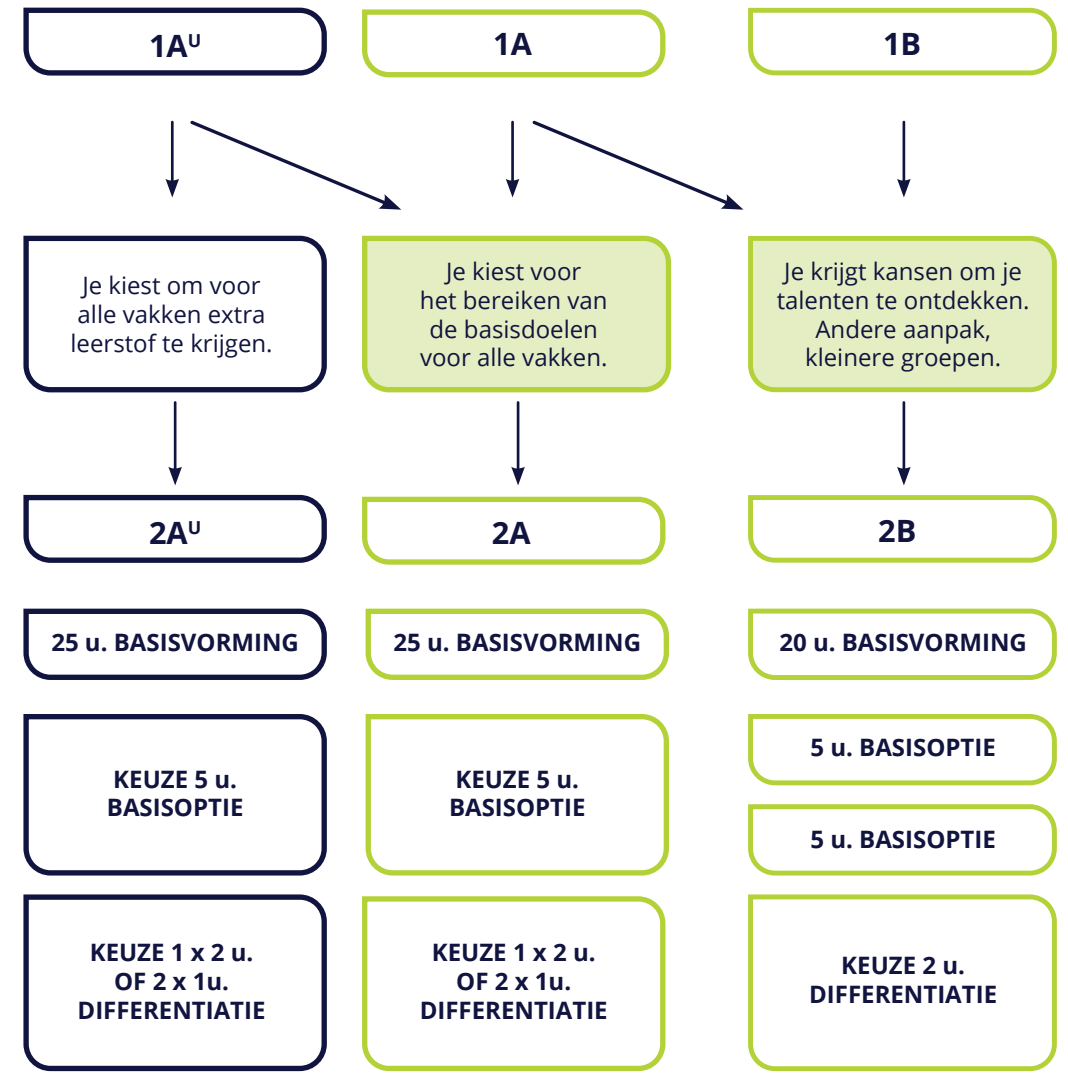 1Aᵁ
1A
1B
Je kiest om voor
alle vakken extra
leerstof te krijgen.
Je kiest voor
het bereiken van
de basisdoelen
voor alle vakken.
Je krijgt kansen om je
talenten te ontdekken.
Andere aanpak,
kleinere groepen.
2Aᵁ
2A
2B
25 u. BASISVORMING
25 u. BASISVORMING
20 u. BASISVORMING
KEUZE 5 u.
BASISOPTIE
KEUZE 5 u.
BASISOPTIE
5 u. BASISOPTIE
5 u. BASISOPTIE
KEUZE 1 x 2 u.
OF 2 x 1u.
DIFFERENTIATIE
KEUZE 1 x 2 u.
OF 2 x 1u.
DIFFERENTIATIE
KEUZE 2 u.
DIFFERENTIATIE